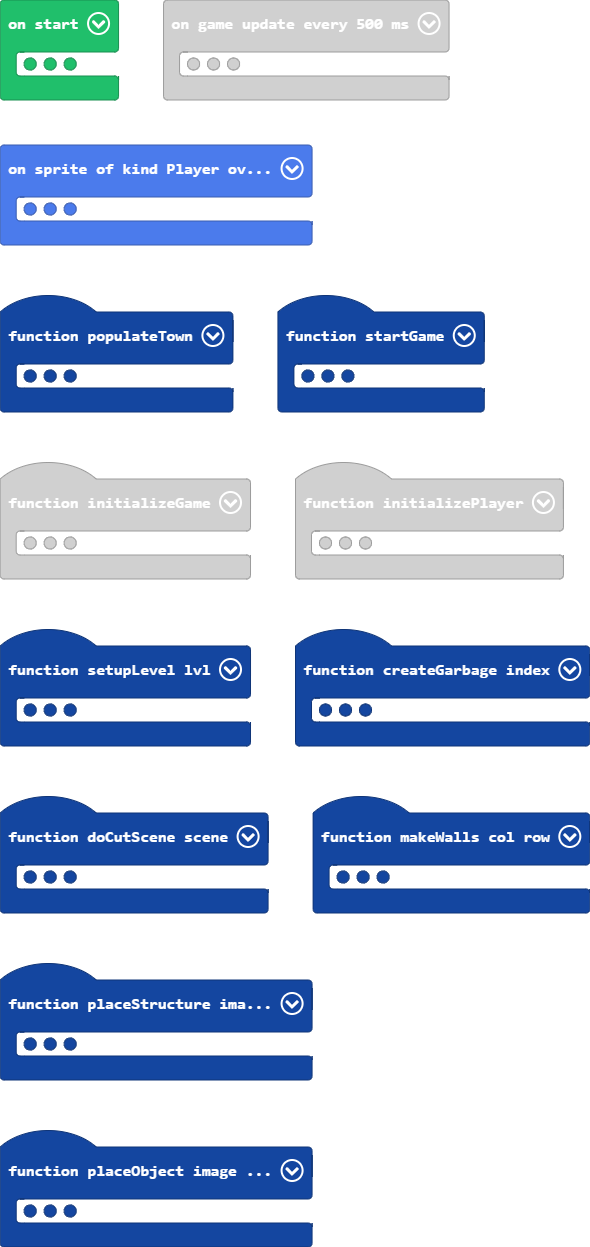 on start
on game update every 500 ms
on sprite of kind Player ov...
function populateTown
function startGame
function initializeGame
function initializePlayer
function setupLevel lvl
function createGarbage index
function doCutScene scene
function makeWalls col row
function placeStructure ima...
function placeObject image ...